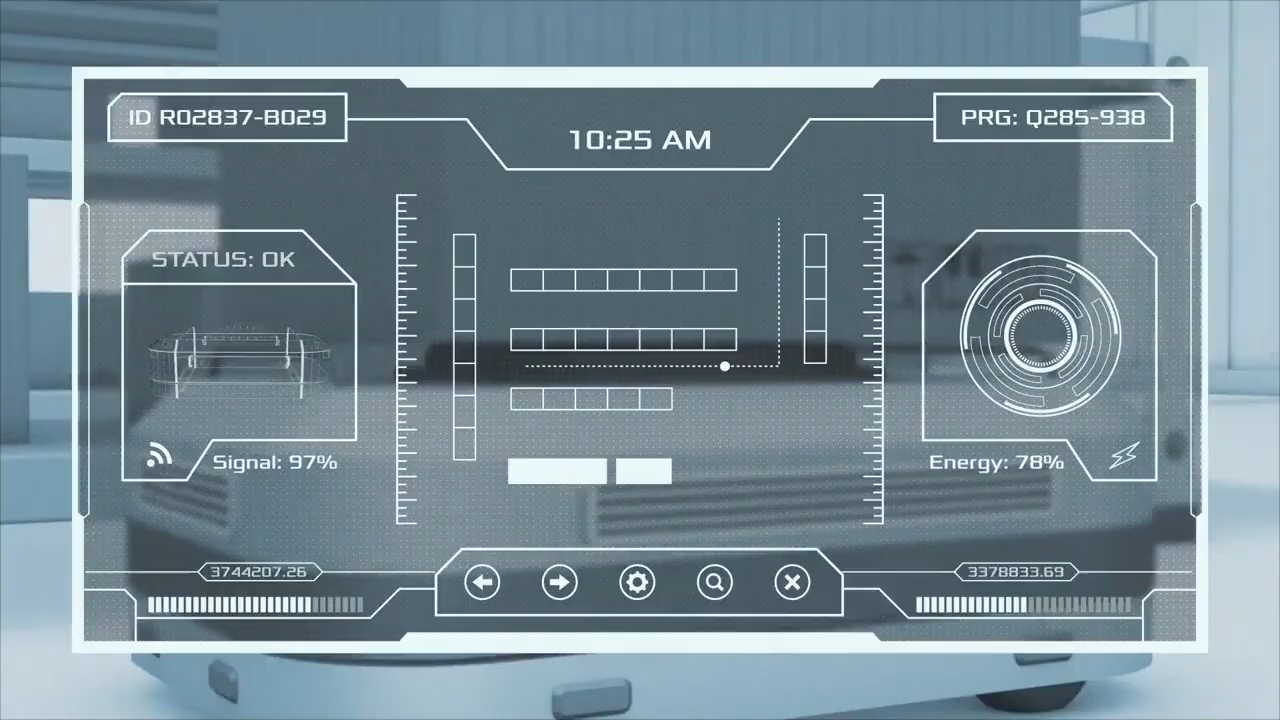 ID R02837-B029
10:25 AM
PRG: Q285-938
STATUS: OK
Signal: 97%
Energy: 78%
3744207.26
3378833.69